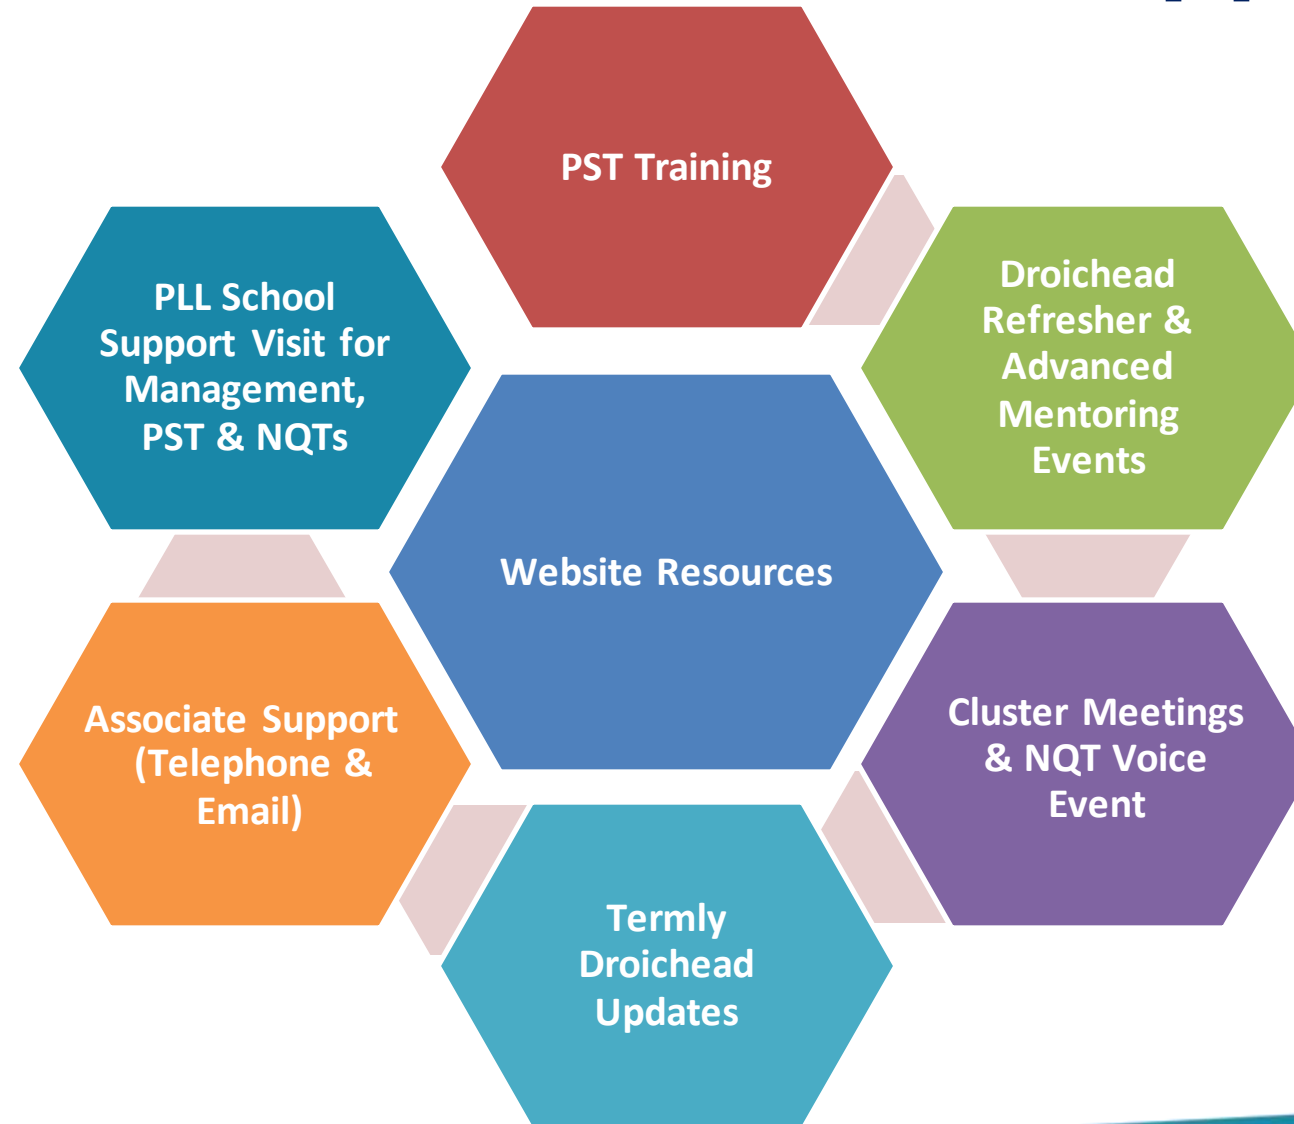 PST Training
Droichead
Refresher &
Advanced
Mentoring
Events
PLL School
Support Visit for
Management,
PST & NQTs
Website Resources
Cluster Meetings
& NQT Voice
Event
Associate Support
(Telephone &
Email)
Termly
Droichead
Updates